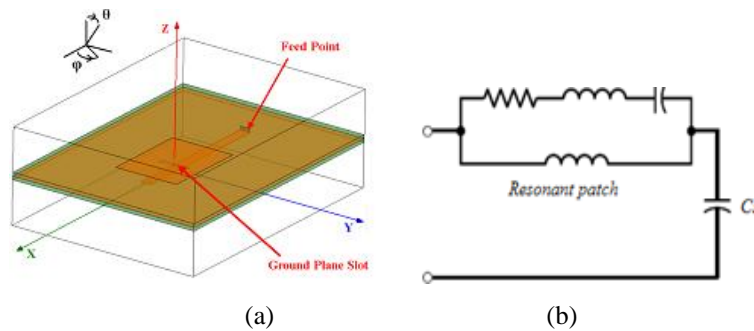 θ
φ
Z
Feed Point
X
Y
Ground Plane Slot
(a)
Resonant patch
C
(b)